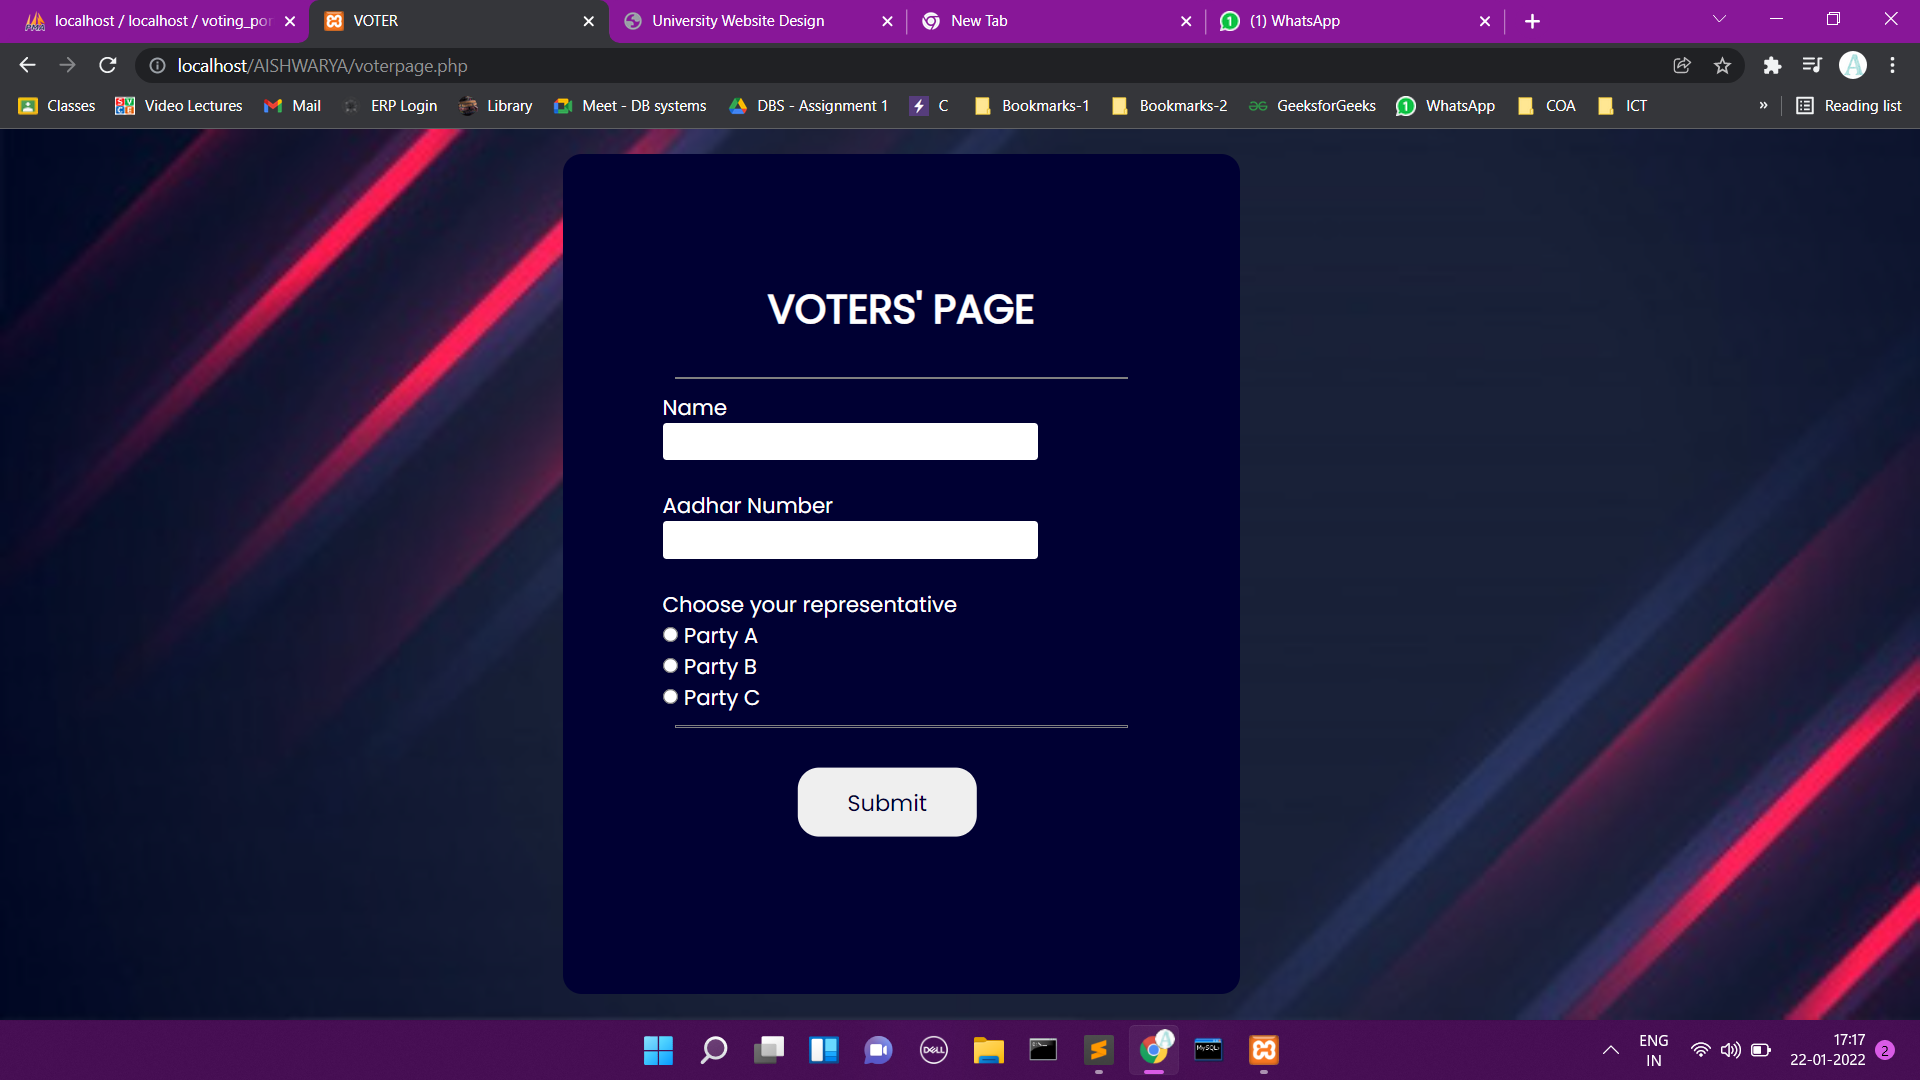 localhost / localhost / voting_por
VOTER
University Website Design
New Tab
(1) WhatsApp
localhost/AISHWARYA/voterpage.php
Classes
Video Lectures
Mail
ERP Login
Library
Meet - DB systems
DBS - Assignment 1
C
Bookmarks-1
Bookmarks-2
GeeksforGeeks
WhatsApp
COA
ICT
»
Reading list
VOTERS' PAGE
Name
Aadhar Number
Choose your representative
Party A
Party B
Party C
Submit
DELL
MySQL
ENG
IN
17:17
22-01-2022
2